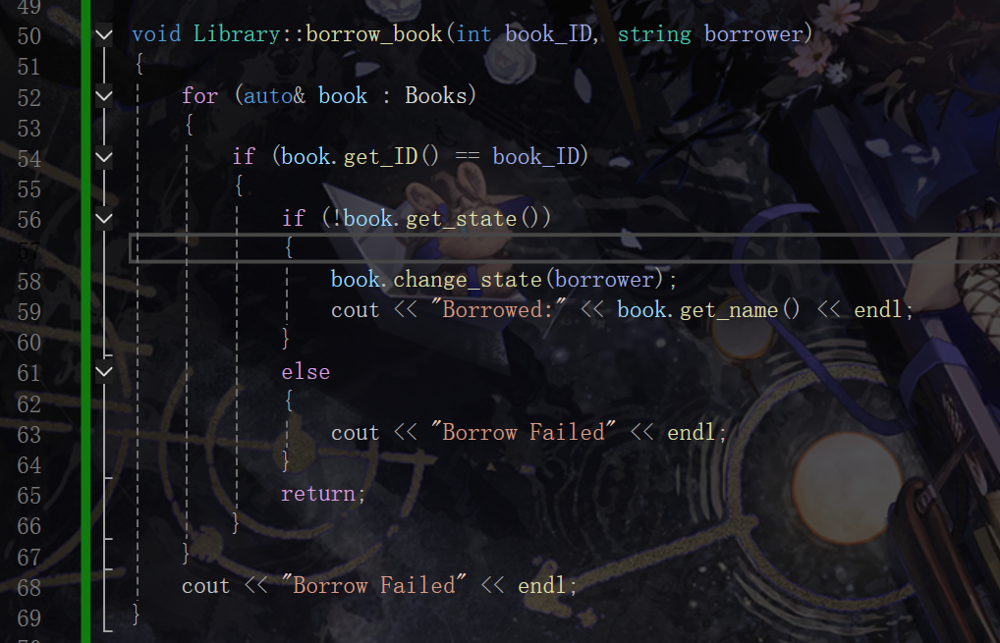 49
50 void Library::borrow_book(int book_ID, string borrower)
51 {
52 for (auto& book : Books)
53 {
54 if (book.get_ID() == book_ID)
55 {
56 if (!book.get_state())
57 {
58 book.change_state(borrower);
59 cout << "Borrowed:" << book.get_name() << endl;
60 }
61 else
62 {
63 cout << "Borrow Failed" << endl;
64 }
65 return;
66 }
67 }
68 cout << "Borrow Failed" << endl;
69 }
70